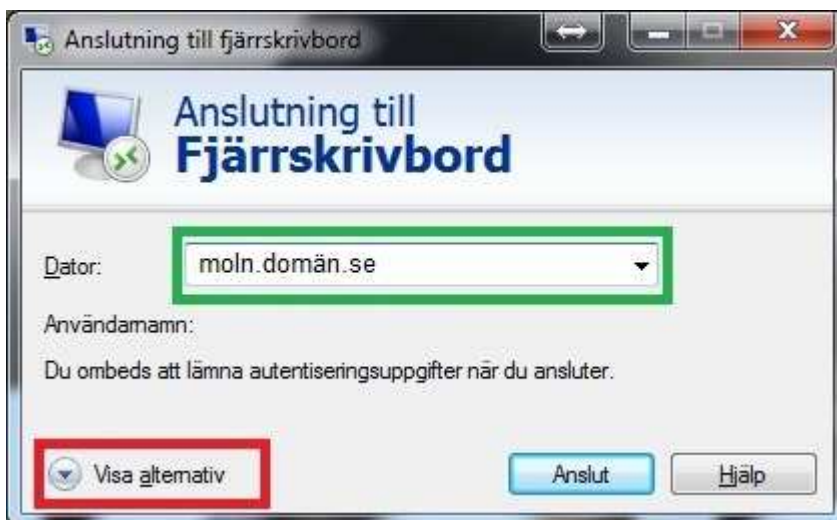 Anslutning till fjärrskrivbord
Anslutning till
Fjärrskrivbord
Dator:
moln.domän.se
Användarnamn:
Du ombeds att lämna autentiseringsuppgifter när du ansluter.
Visa alternativ
Anslut
Hjälp